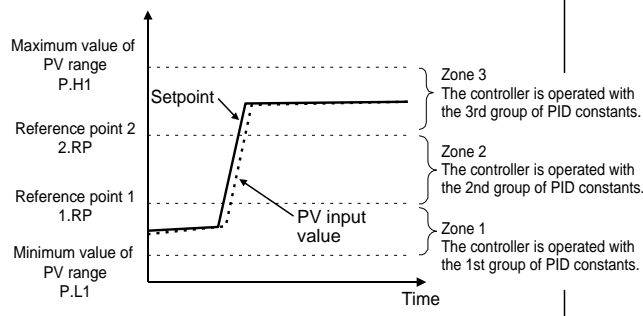 Maximum value of
PV range
P.H1
Setpoint
Reference point 2
2.RP
Reference point 1
1.RP
PV input
value
Minimum value of
PV range
P.L1
Time
Zone 3
The controller is operated with
the 3rd group of PID constants.
Zone 2
The controller is operated with
the 2nd group of PID constants.
Zone 1
The controller is operated with
the 1st group of PID constants.